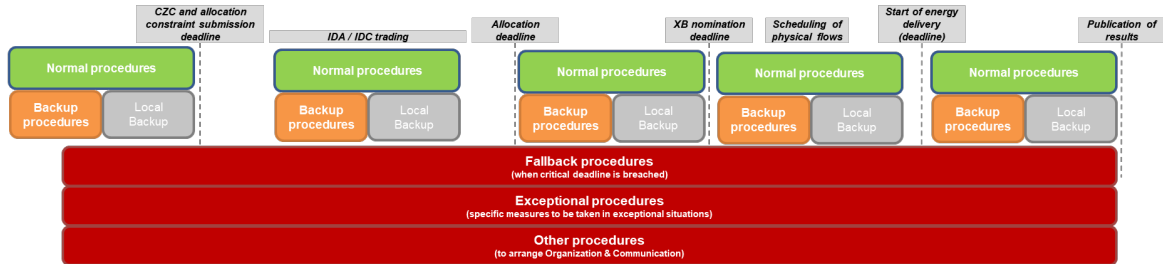 CZC and allocation
constraint submission
deadline
IDA / IDC trading
Allocation
deadline
XB nomination
deadline
Scheduling of
physical flows
Start of energy
delivery
(deadline)
Publication of
results
Normal procedures
Normal procedures
Normal procedures
Normal procedures
Normal procedures
Backup
procedures
Local
Backup
Backup
procedures
Local
Backup
Backup
procedures
Local
Backup
Backup
procedures
Local
Backup
Backup
procedures
Local
Backup
Fallback procedures
(when critical deadline is breached)
Exceptional procedures
(specific measures to be taken in exceptional situations)
Other procedures
(to arrange Organization & Communication)